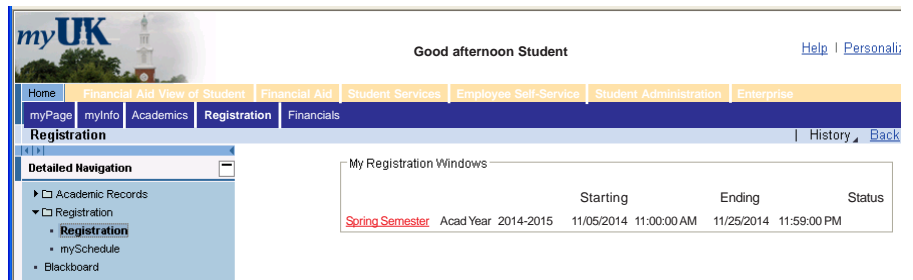 myUK
Good afternoon Student
Help | Personaliz
Home Financial Aid View of Student Financial Aid Student Services Employee Self-Service Student Administration Enterprise
myPage myInfo Academics Registration Financials
Registration | History Back
Detailed Navigation
Academic Records
Registration
Registration
mySchedule
Blackboard
My Registration Windows
Starting Ending Status
Spring Semester Acad Year 2014-2015 11/05/2014 11:00:00 AM 11/25/2014 11:59:00 PM